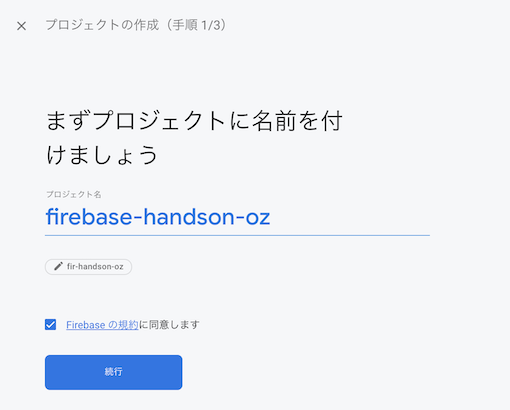 プロジェクトの作成（手順 1/3）
まずプロジェクトに名前を付
けましょう
プロジェクト名
firebase-handson-oz
fir-handson-oz
Firebase の規約に同意します
続行